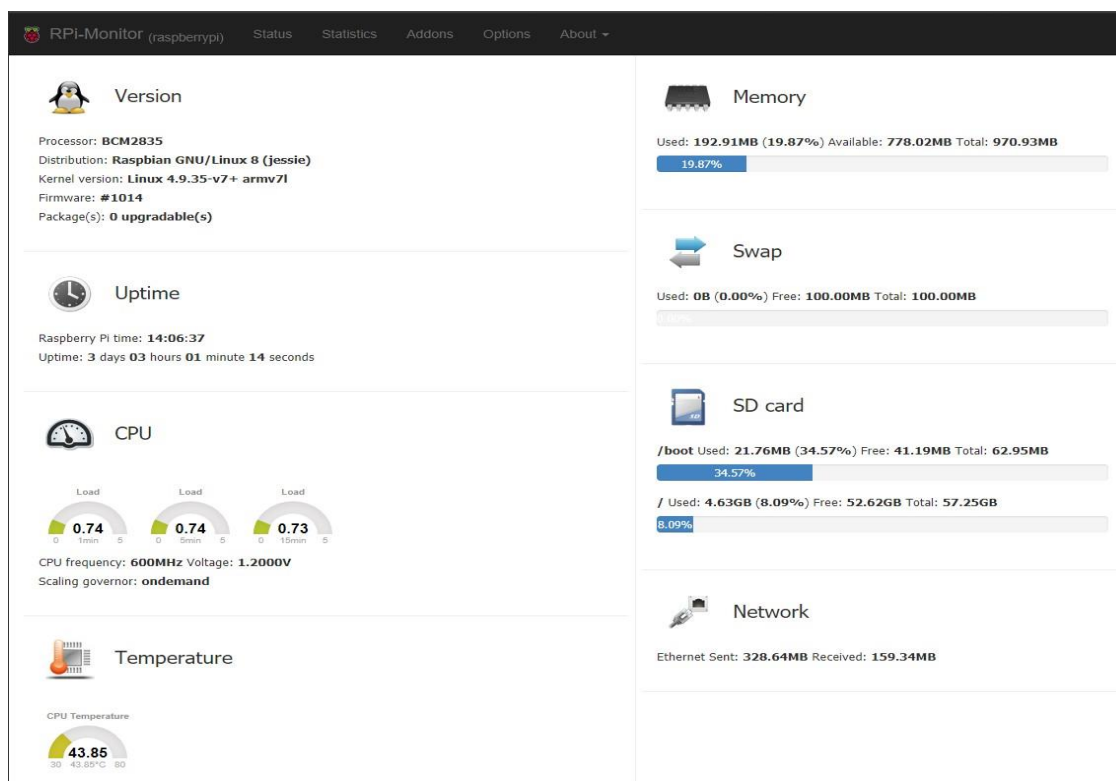 RPi-Monitor (raspberrypi) Status Statistics Addons Options About
Version
Processor: BCM2835
Distribution: Raspbian GNU/Linux 8 (jessie)
Kernel version: Linux 4.9.35-v7+ armv7l
Firmware: #1014
Package(s): 0 upgradable(s)
Uptime
Raspberry Pi time: 14:06:37
Uptime: 3 days 03 hours 01 minute 14 seconds
CPU
Load Load Load
0.74 0.74 0.73
0 1min 5 0 5min 5 0 15min 5
CPU frequency: 600MHz Voltage: 1.2000V
Scaling governor: ondemand
Temperature
CPU Temperature
43.85
30 43.85°C 80
Memory
Used: 192.91MB (19.87%) Available: 778.02MB Total: 970.93MB
19.87%
Swap
Used: 0B (0.00%) Free: 100.00MB Total: 100.00MB
0.00%
SD card
/boot Used: 21.76MB (34.57%) Free: 41.19MB Total: 62.95MB
34.57%
/ Used: 4.63GB (8.09%) Free: 52.62GB Total: 57.25GB
8.09%
Network
Ethernet Sent: 328.64MB Received: 159.34MB